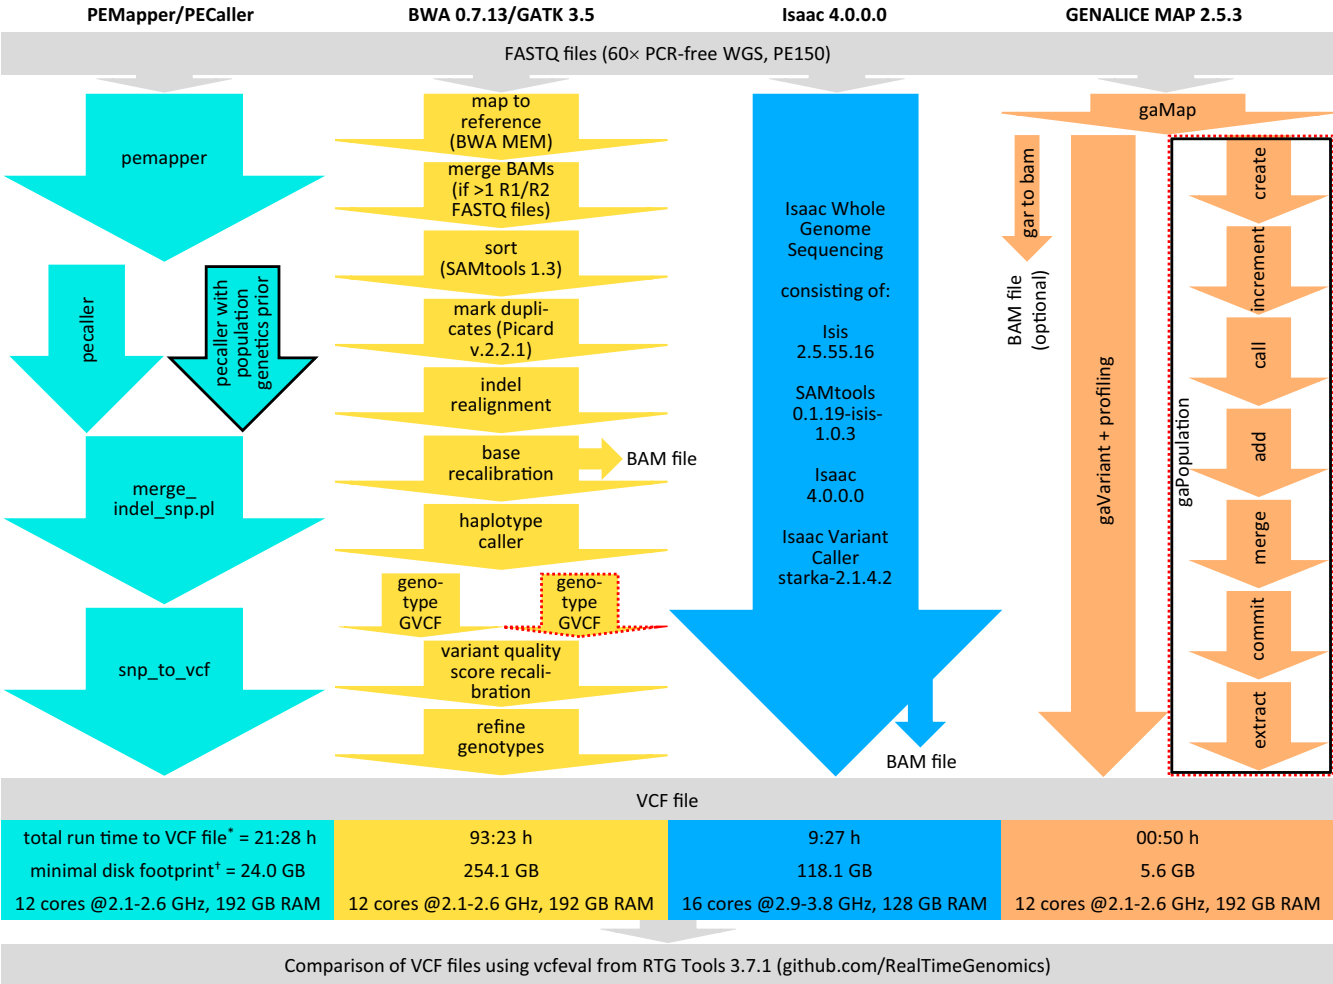 PEMapper/PECaller
BWA 0.7.13/GATK 3.5
Isaac 4.0.0.0
GENALICE MAP 2.5.3
FASTQ files (60× PCR-free WGS, PE150)
pemapper
pecaller
pecaller with
population
genetics prior
merge_
indel_snp.pl
snp_to_vcf
map to
reference
(BWA MEM)
merge BAMs
(if >1 R1/R2
FASTQ files)
sort
(SAMtools 1.3)
mark dupli-
cates (Picard
v.2.2.1)
indel
realignment
base
recalibration
BAM file
haplotype
caller
geno-
type
GVCF
geno-
type
GVCF
variant quality
score recali-
bration
refine
genotypes
Isaac Whole
Genome
Sequencing
consisting of:
Isis
2.5.55.16
SAMtools
0.1.19-isis-
1.0.3
Isaac
4.0.0.0
Isaac Variant
Caller
starka-2.1.4.2
BAM file
gaMap
gar to bam
BAM file
(optional)
gaVariant + profiling
gaPopulation
create
increment
call
add
merge
commit
extract
VCF file
total run time to VCF file* = 21:28 h
minimal disk footprint† = 24.0 GB
12 cores @2.1-2.6 GHz, 192 GB RAM
93:23 h
254.1 GB
12 cores @2.1-2.6 GHz, 192 GB RAM
9:27 h
118.1 GB
16 cores @2.9-3.8 GHz, 128 GB RAM
00:50 h
5.6 GB
12 cores @2.1-2.6 GHz, 192 GB RAM
Comparison of VCF files using vcfeval from RTG Tools 3.7.1 (github.com/RealTimeGenomics)